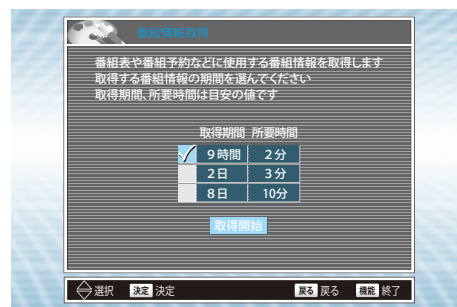 番組情報取得
番組表や番組予約などに使用する番組情報を取得します
取得する番組情報の期間を選んでください
取得期間、所要時間は目安の値です
取得期間 所要時間
9時間 2分
2日 3分
8日 10分
取得開始
選択 決定 決定 戻る 戻る 機能 終了